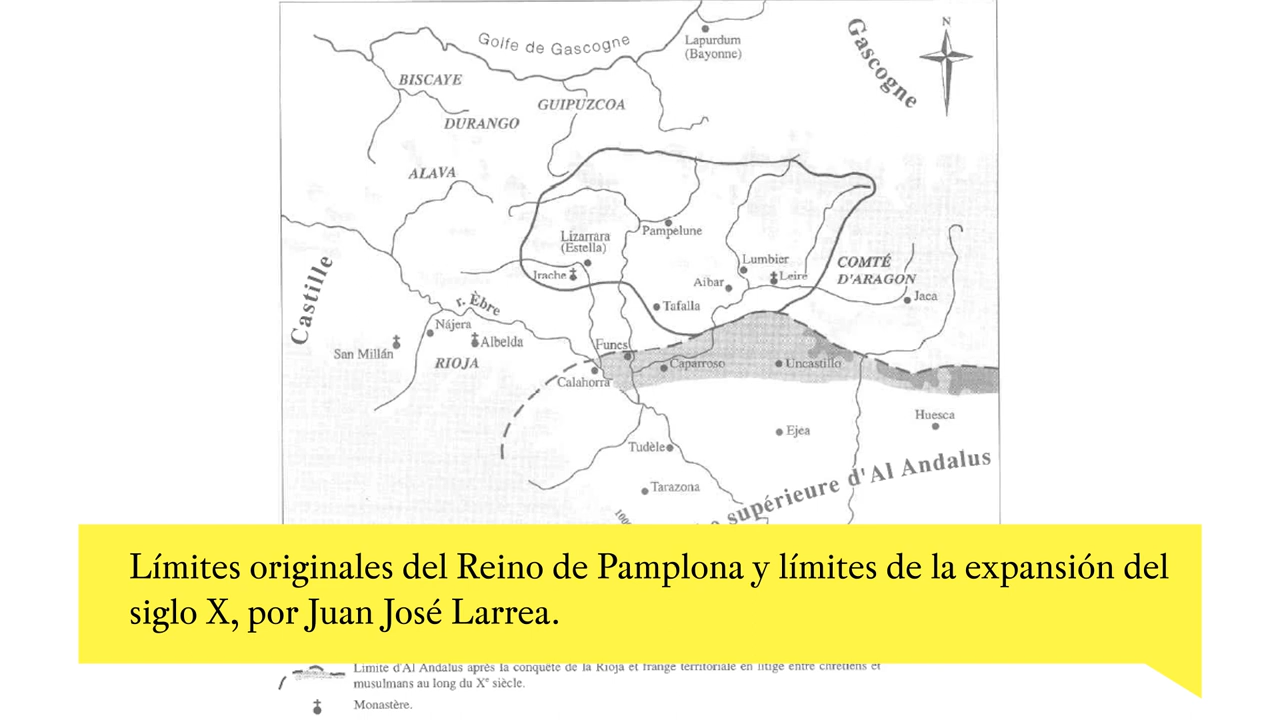 N
Golfe de Gascogne
Lapurdum
(Bayonne)
Gascogne
BISCAYE
GUIPUZCOA
DURANGO
ALAVA
Pampelune
Lizarrara
(Estella)
Lumbier
COMTÉ
D'ARAGON
Irache
Leire
Aibar
Castille
Jaca
r. Èbre
Tafalla
Nájera
Albelda
San Millán
RIOJA
Funes
Caparroso
Uncastillo
Calahorra
Huesca
Ejea
Tudèle
supérieure d'Al Andalus
Tarazona
Límites originales del Reino de Pamplona y límites de la expansión del
siglo X, por Juan José Larrea.
Limite d'Al Andalus après la conquête de la Rioja et frange territoriale en litige entre chrétiens et
musulmans au long du Xe siècle.
Monastère.